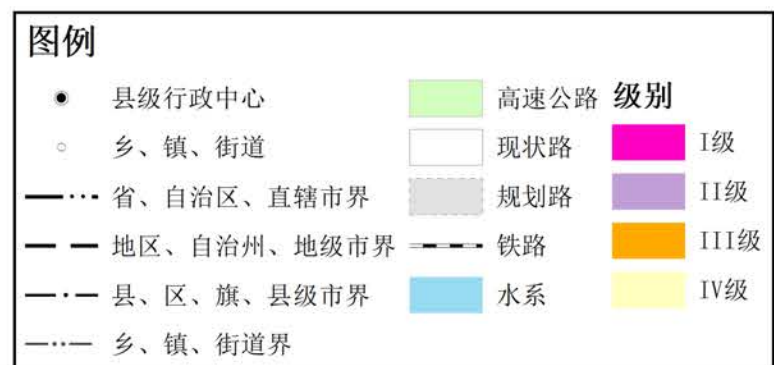 图例
县级行政中心
乡、镇、街道
省、自治区、直辖市界
地区、自治州、地级市界
县、区、旗、县级市界
乡、镇、街道界
高速公路
现状路
规划路
铁路
水系
级别
I级
II级
III级
IV级